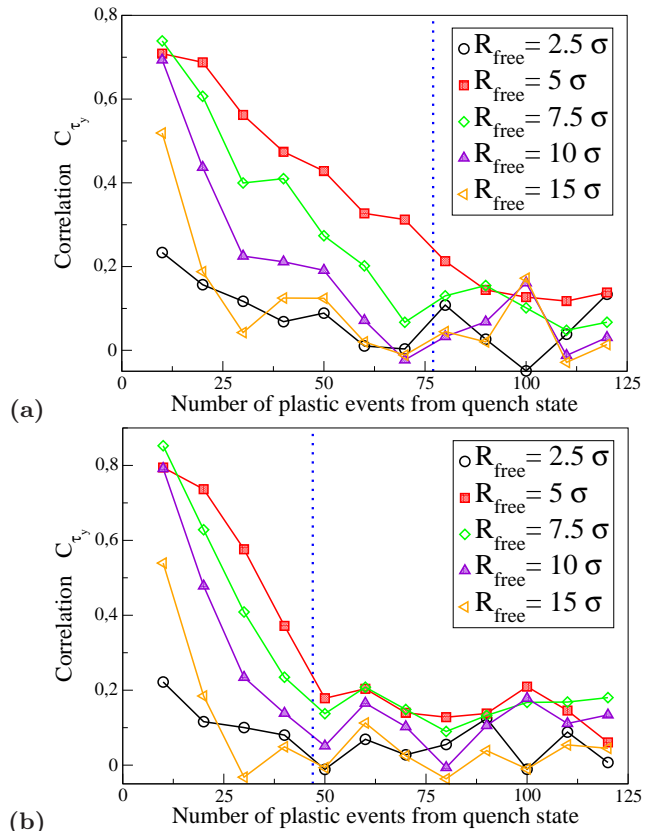 0,8
0,6
0,4
0,2
0
Correlation C_τ_y
R_free = 2.5 σ
R_free = 5 σ
R_free = 7.5 σ
R_free = 10 σ
R_free = 15 σ
0 25 50 75 100 125
Number of plastic events from quench state
(a)
0,8
0,6
0,4
0,2
0
Correlation C_τ_y
R_free = 2.5 σ
R_free = 5 σ
R_free = 7.5 σ
R_free = 10 σ
R_free = 15 σ
0 25 50 75 100 125
Number of plastic events from quench state
(b)